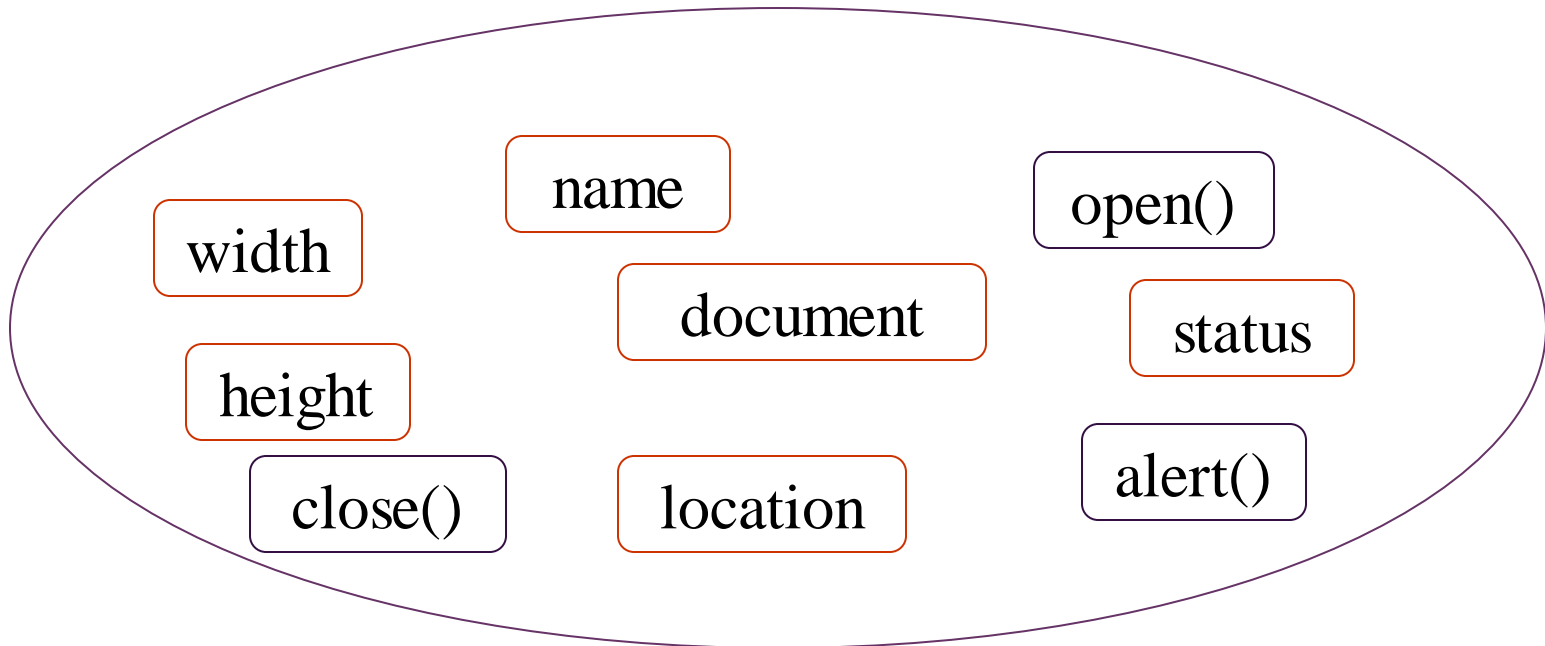 name
open()
width
document
status
height
alert()
close()
location